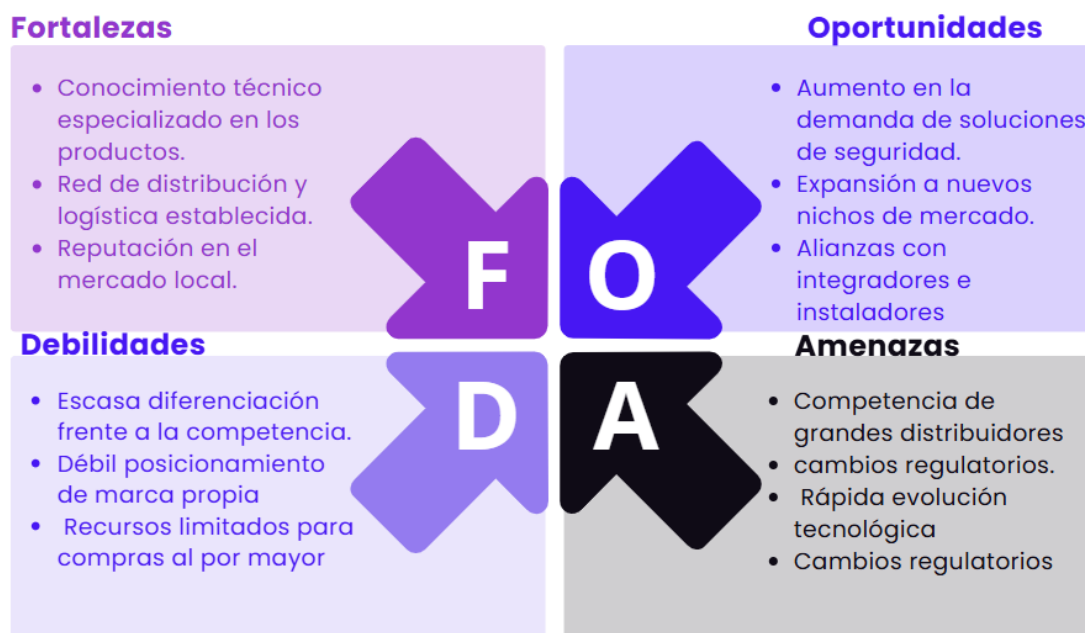 Fortalezas
• Conocimiento técnico
especializado en los
productos.
• Red de distribución y
logística establecida.
• Reputación en el
mercado local.
Oportunidades
• Aumento en la
demanda de soluciones
de seguridad.
• Expansión a nuevos
nichos de mercado.
• Alianzas con
integradores e
instaladores
F
O
D
A
Debilidades
• Escasa diferenciación
frente a la competencia.
• Débil posicionamiento
de marca propia
• Recursos limitados para
compras al por mayor
Amenazas
• Competencia de
grandes distribuidores
• cambios regulatorios.
• Rápida evolución
tecnológica
• Cambios regulatorios